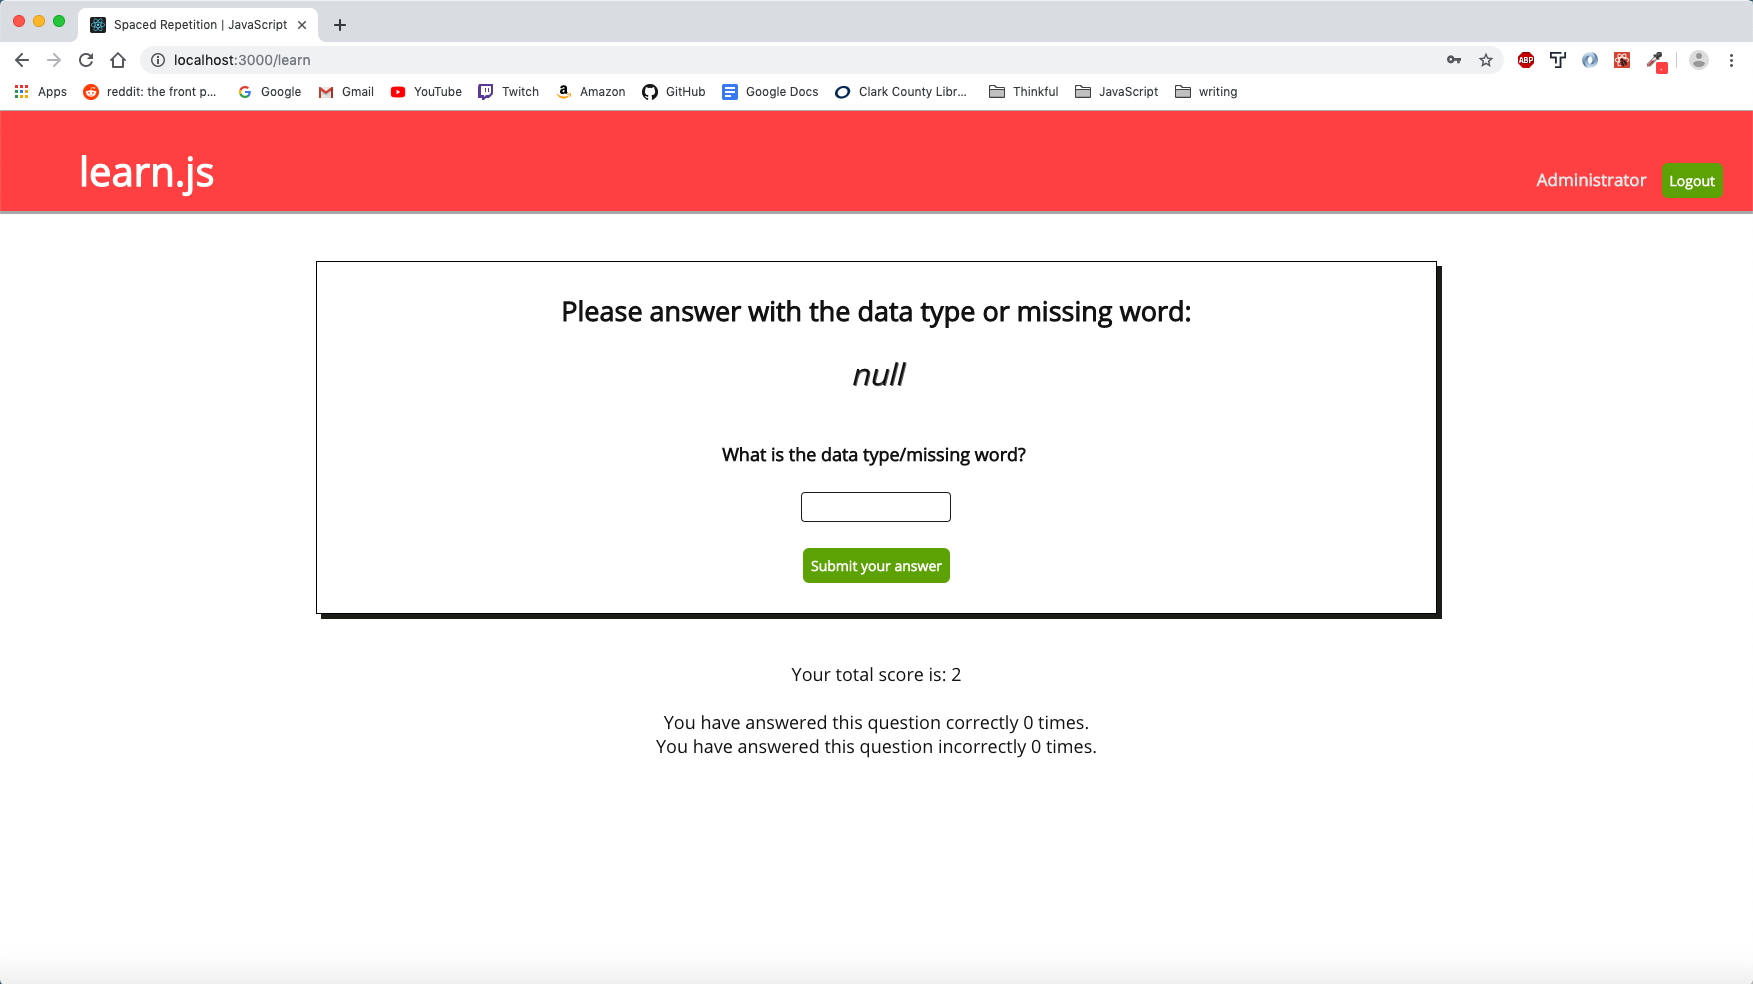 Spaced Repetition | JavaScript
localhost:3000/learn
ABP
Apps reddit: the front p... Google Gmail YouTube Twitch Amazon GitHub Google Docs Clark County Libr... Thinkful JavaScript writing
learn.js
Administrator Logout
Please answer with the data type or missing word:
null
What is the data type/missing word?
Submit your answer
Your total score is: 2
You have answered this question correctly 0 times.
You have answered this question incorrectly 0 times.